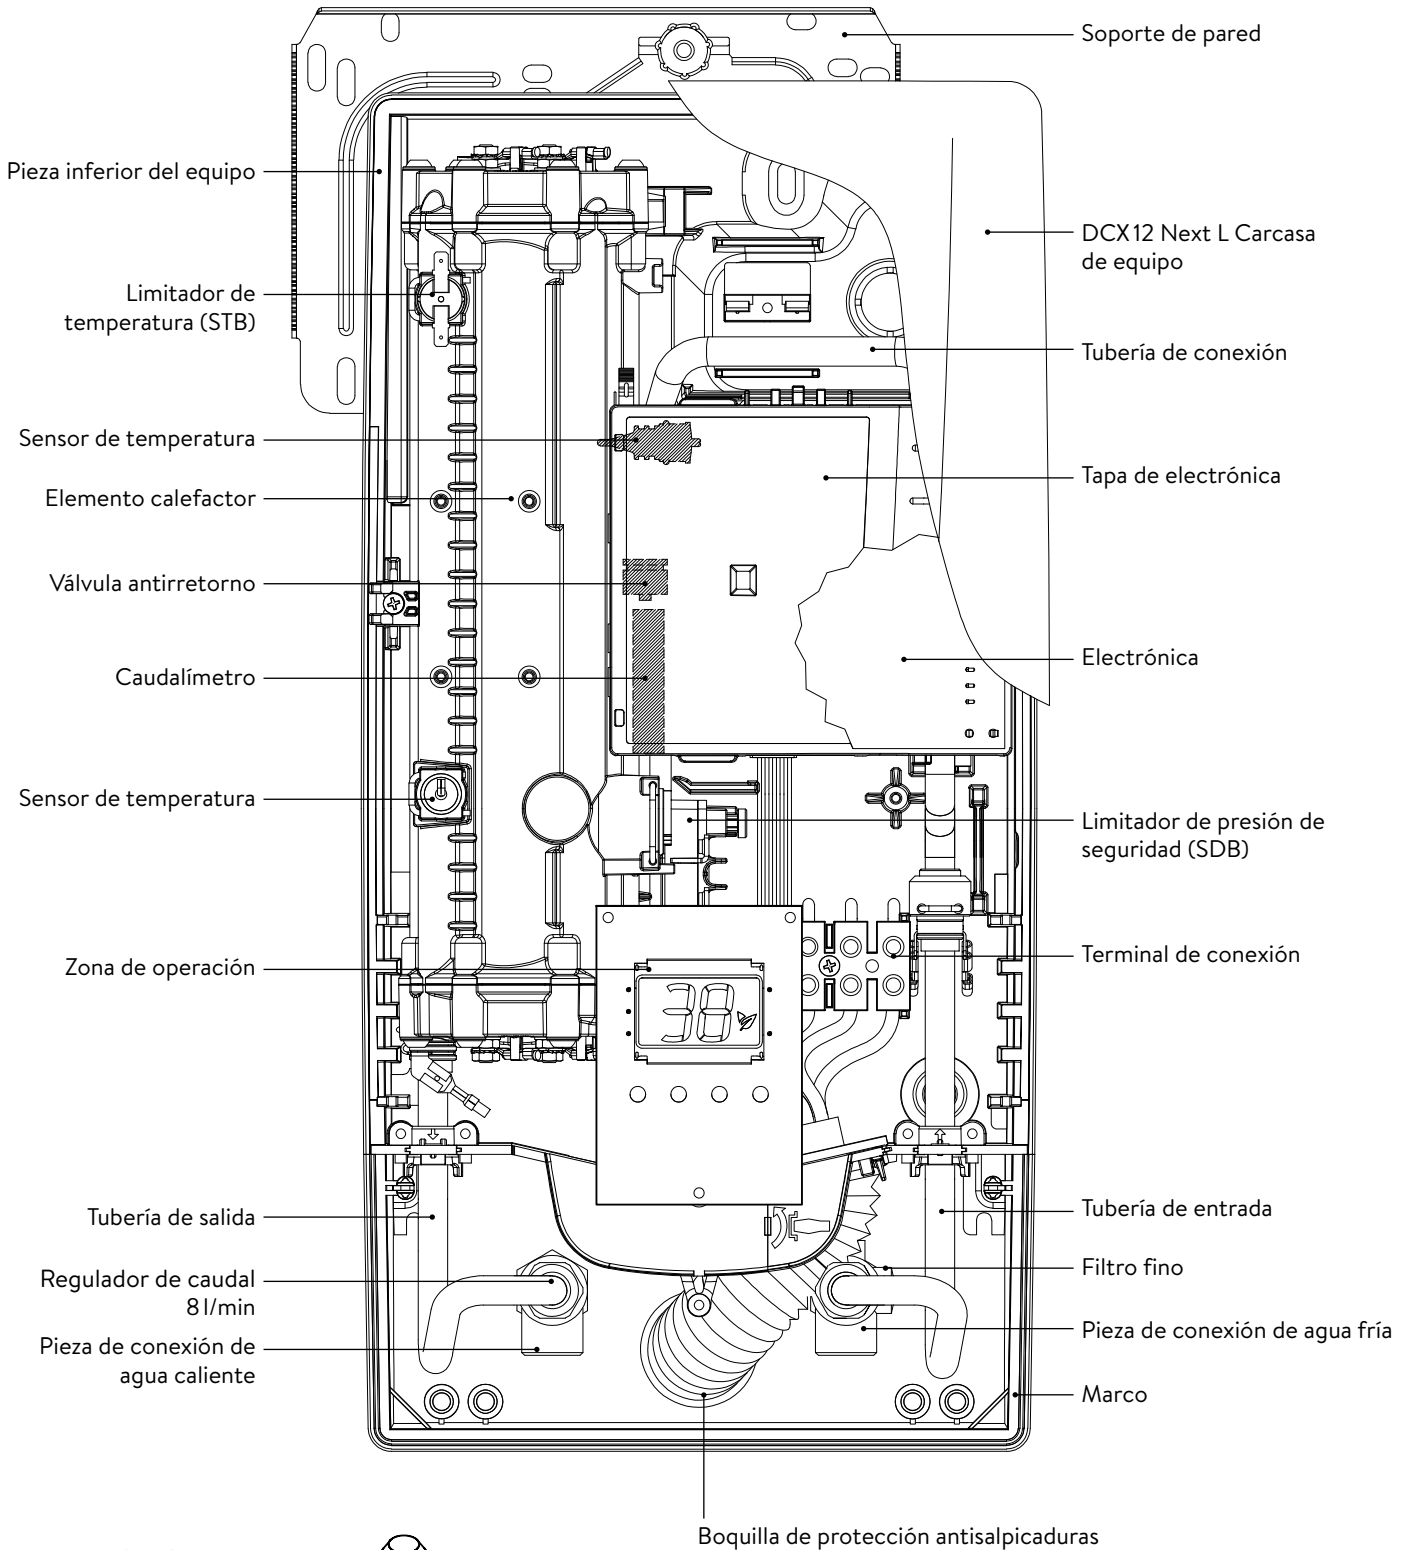 Soporte de pared
Pieza inferior del equipo
DCX12 Next L Carcasa
de equipo
Limitador de
temperatura (STB)
Tubería de conexión
Sensor de temperatura
Tapa de electrónica
Elemento calefactor
Válvula antirretorno
Electrónica
Caudalímetro
Sensor de temperatura
Limitador de presión de
seguridad (SDB)
Terminal de conexión
Zona de operación
38
Tubería de salida
Tubería de entrada
Filtro fino
Regulador de caudal
8 l/min
Pieza de conexión de agua fría
Pieza de conexión de
agua caliente
Marco
Boquilla de protección antisalpicaduras